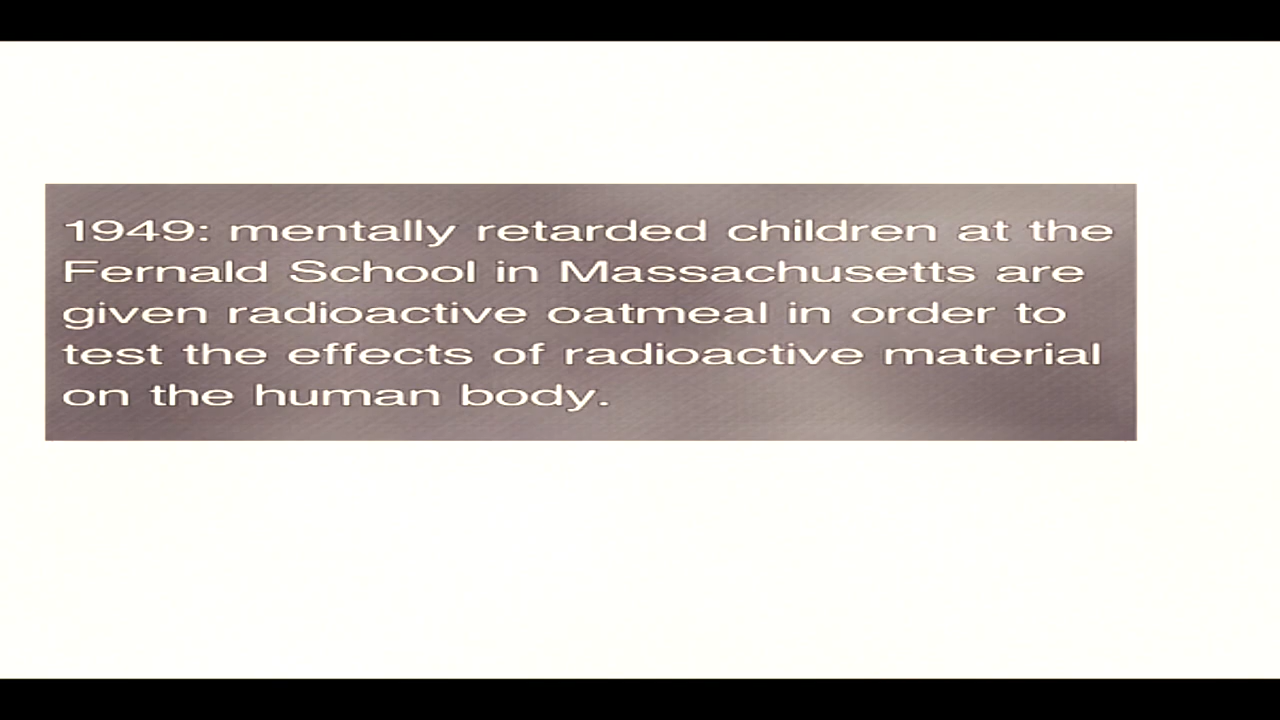 1949: mentally retarded children at the
Fernald School in Massachusetts are
given radioactive oatmeal in order to
test the effects of radioactive material
on the human body.